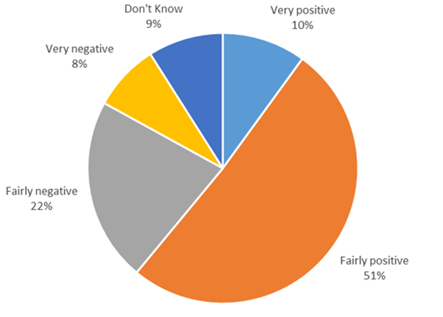 Don't Know
9%
Very positive
10%
Very negative
8%
Fairly negative
22%
Fairly positive
51%